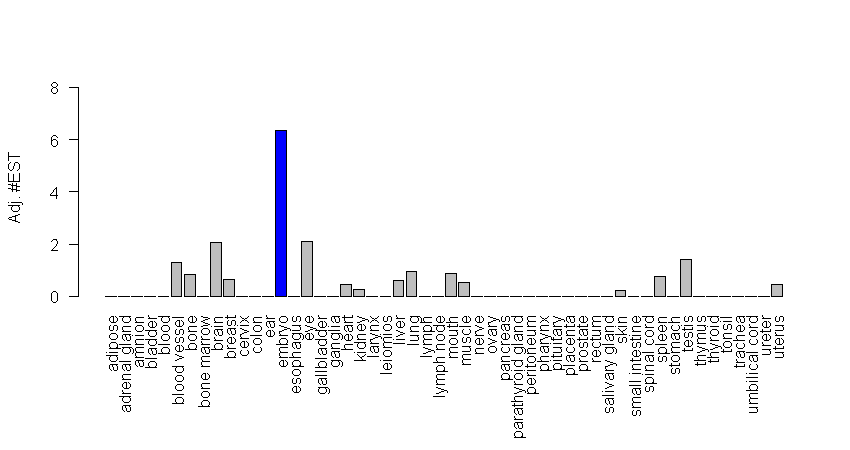 8
6
4
2
0
Adj. #EST
adipose
adrenal gland
amnion
bladder
blood
blood vessel
bone
bone marrow
brain
breast
cervix
colon
ear
embryo
esophagus
eye
gallbladder
ganglia
heart
kidney
larynx
leiomios
liver
lung
lymph
lymph node
mouth
muscle
nerve
ovary
pancreas
parathyroid gland
peritoneum
pharynx
pituitary
placenta
prostate
rectum
salivary gland
skin
small intestine
spinal cord
spleen
stomach
testis
thymus
thyroid
tonsil
trachea
umbilical cord
ureter
uterus